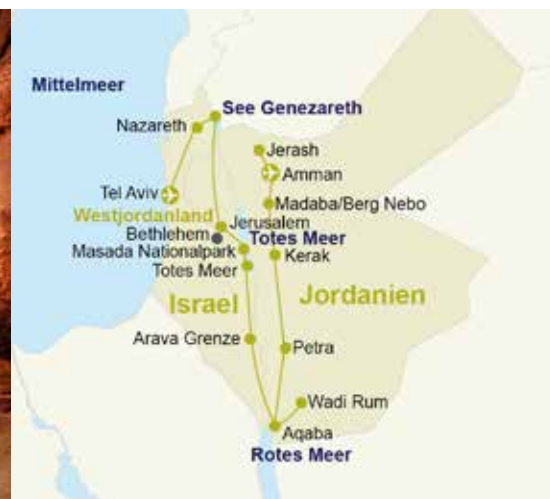 Mittelmeer
See Genezareth
Nazareth
Jerash
Amman
Tel Aviv
Madaba/Berg Nebo
Westjordanland
Jerusalem
Bethlehem
Totes Meer
Masada Nationalpark
Kerak
Totes Meer
Israel
Jordanien
Arava Grenze
Petra
Wadi Rum
Aqaba
Rotes Meer